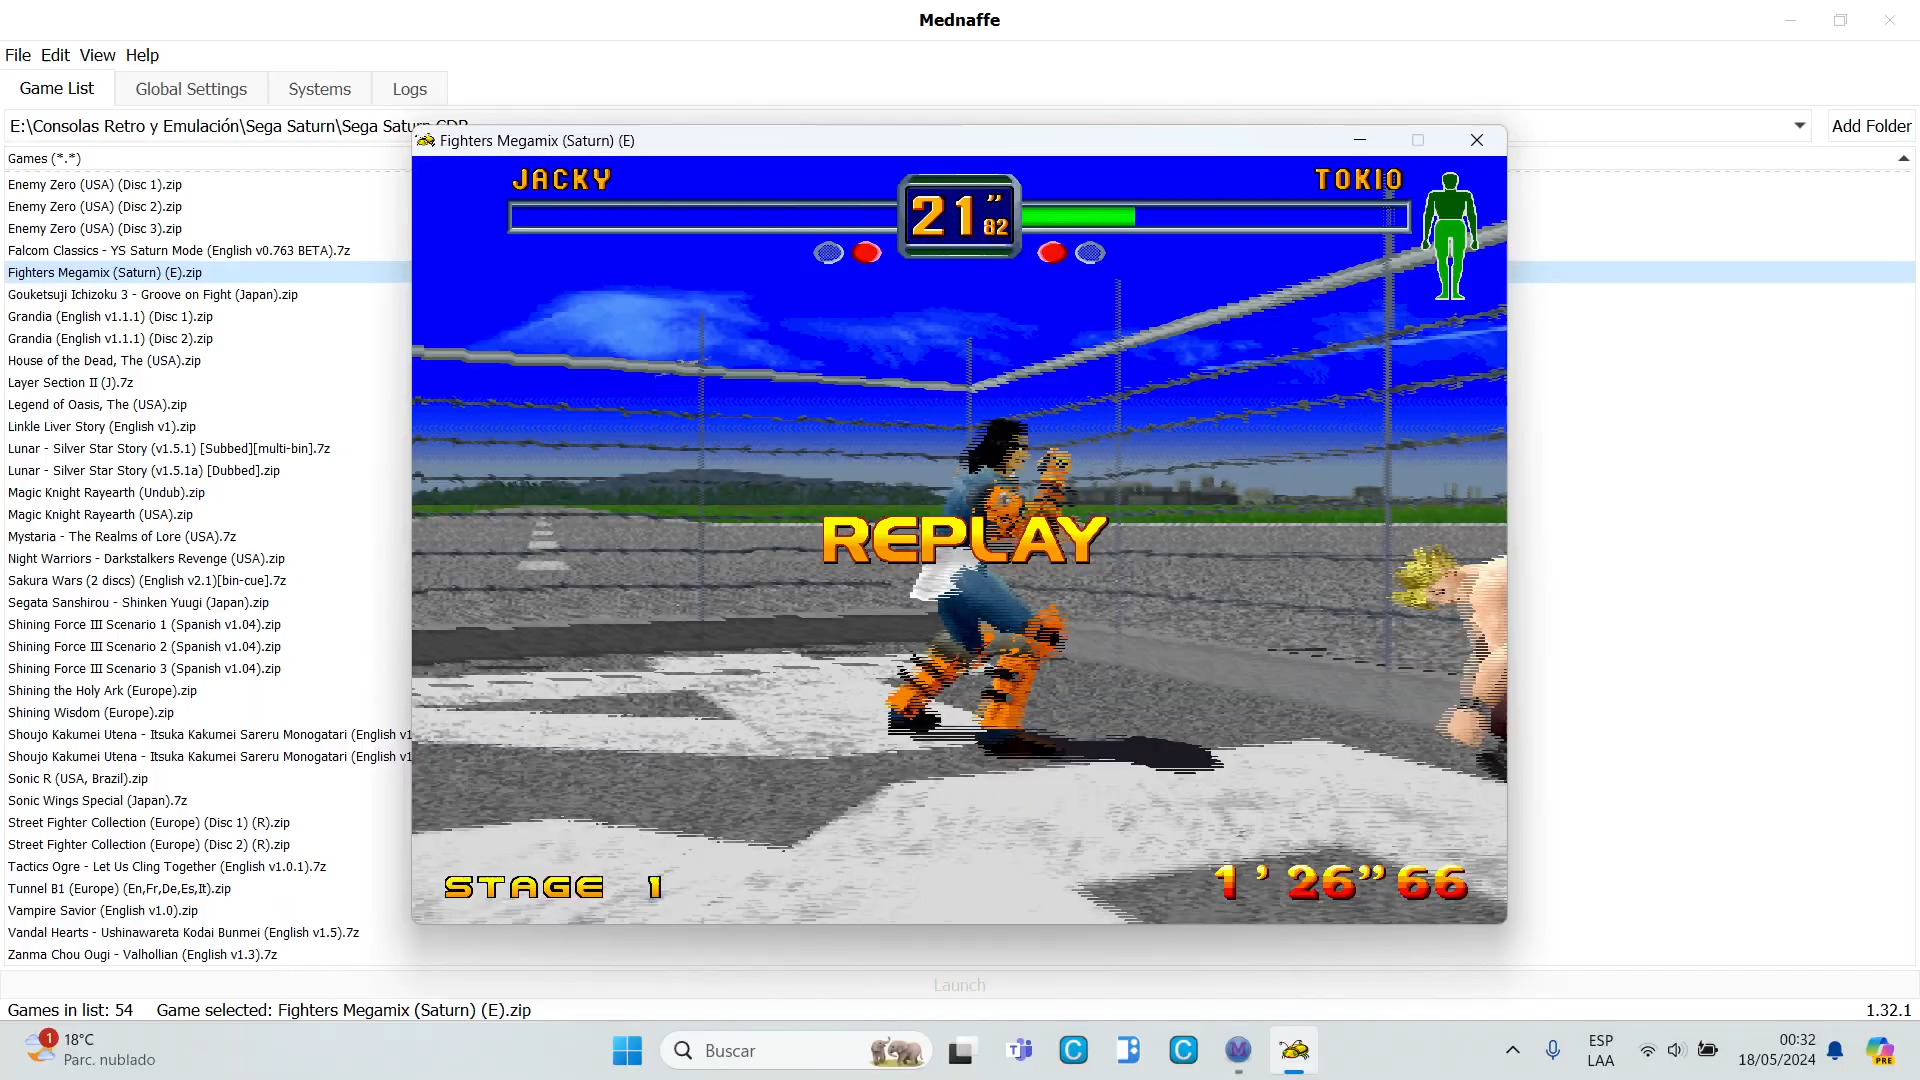 Mednaffe
File Edit View Help
Game List Global Settings Systems Logs
E:\Consolas Retro y Emulación\Sega Saturn\Sega Saturn CDR Add Folder
Games (*.*)
Enemy Zero (USA) (Disc 1).zip
Enemy Zero (USA) (Disc 2).zip
Enemy Zero (USA) (Disc 3).zip
Falcom Classics - YS Saturn Mode (English v0.763 BETA).7z
Fighters Megamix (Saturn) (E).zip
Gouketsuji Ichizoku 3 - Groove on Fight (Japan).zip
Grandia (English v1.1.1) (Disc 1).zip
Grandia (English v1.1.1) (Disc 2).zip
House of the Dead, The (USA).zip
Layer Section II (J).7z
Legend of Oasis, The (USA).zip
Linkle Liver Story (English v1).zip
Lunar - Silver Star Story (v1.5.1) [Subbed][multi-bin].7z
Lunar - Silver Star Story (v1.5.1a) [Dubbed].zip
Magic Knight Rayearth (Undub).zip
Magic Knight Rayearth (USA).zip
Mystaria - The Realms of Lore (USA).7z
Night Warriors - Darkstalkers Revenge (USA).zip
Sakura Wars (2 discs) (English v2.1)[bin-cue].7z
Segata Sanshirou - Shinken Yuugi (Japan).zip
Shining Force III Scenario 1 (Spanish v1.04).zip
Shining Force III Scenario 2 (Spanish v1.04).zip
Shining Force III Scenario 3 (Spanish v1.04).zip
Shining the Holy Ark (Europe).zip
Shining Wisdom (Europe).zip
Shoujo Kakumei Utena - Itsuka Kakumei Sareru Monogatari (English v1
Shoujo Kakumei Utena - Itsuka Kakumei Sareru Monogatari (English v1
Sonic R (USA, Brazil).zip
Sonic Wings Special (Japan).7z
Street Fighter Collection (Europe) (Disc 1) (R).zip
Street Fighter Collection (Europe) (Disc 2) (R).zip
Tactics Ogre - Let Us Cling Together (English v1.0.1).7z
Tunnel B1 (Europe) (En,Fr,De,Es,It).zip
Vampire Savior (English v1.0).zip
Vandal Hearts - Ushinawareta Kodai Bunmei (English v1.5).7z
Zanma Chou Ougi - Valhollian (English v1.3).7z
Fighters Megamix (Saturn) (E)
JACKY 21"82 TOKIO
REPLAY
STAGE 1 1'26"66
Launch
Games in list: 54 Game selected: Fighters Megamix (Saturn) (E).zip 1.32.1
1 18°C
Parc. nublado
Buscar
ESP
LAA
00:32
18/05/2024
PRE